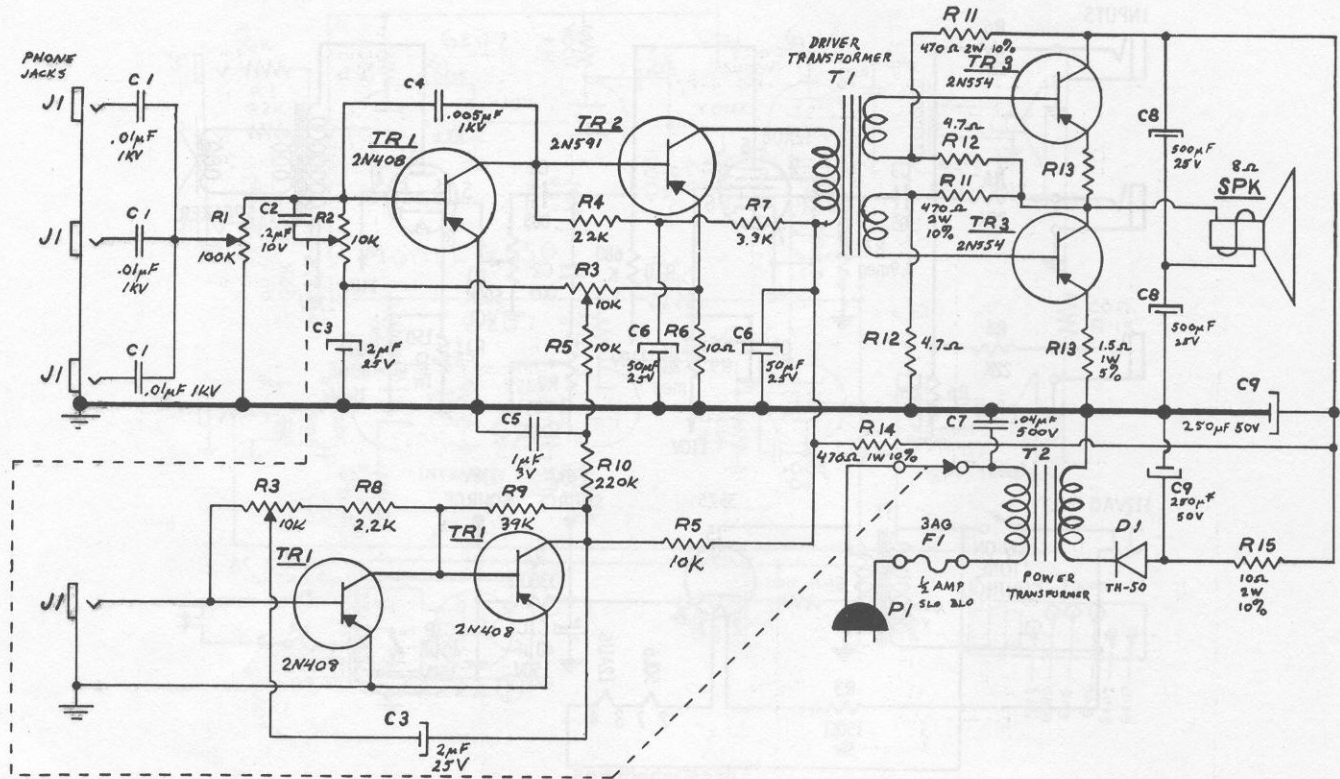 PHONE
JACKS
J1
C1
.01µF
1KV
J1
C1
.01µF
1KV
J1
C1
.01µF 1KV
R1
100K
C2
.2µF
10V
R2
10K
C3
2µF
25V
C4
.005µF
1KV
TR1
2N408
TR2
2N591
R4
22K
R7
3.9K
R3
10K
R5
10K
C6
50µF
25V
R6
10Ω
C6
50µF
25V
C5
1µF
3V
R10
220K
DRIVER
TRANSFORMER
T1
R11
470Ω 2W 10%
TR3
2N554
4.7Ω
R12
R11
470Ω
2W
10%
TR3
2N554
R13
R12
4.7Ω
R13
1.5Ω
1W
5%
C8
500µF
25V
8Ω
SPK
C8
500µF
25V
C9
250µF 50V
C7
.04µF
500V
R14
470Ω 1W 10%
T2
POWER
TRANSFORMER
3AG
F1
½ AMP
SLO BLO
P1
D1
TH-50
C9
250µF
50V
R15
10Ω
2W
10%
R3
10K
R8
2.2K
R9
39K
TR1
2N408
TR1
2N408
R5
10K
J1
C3
2µF
25V